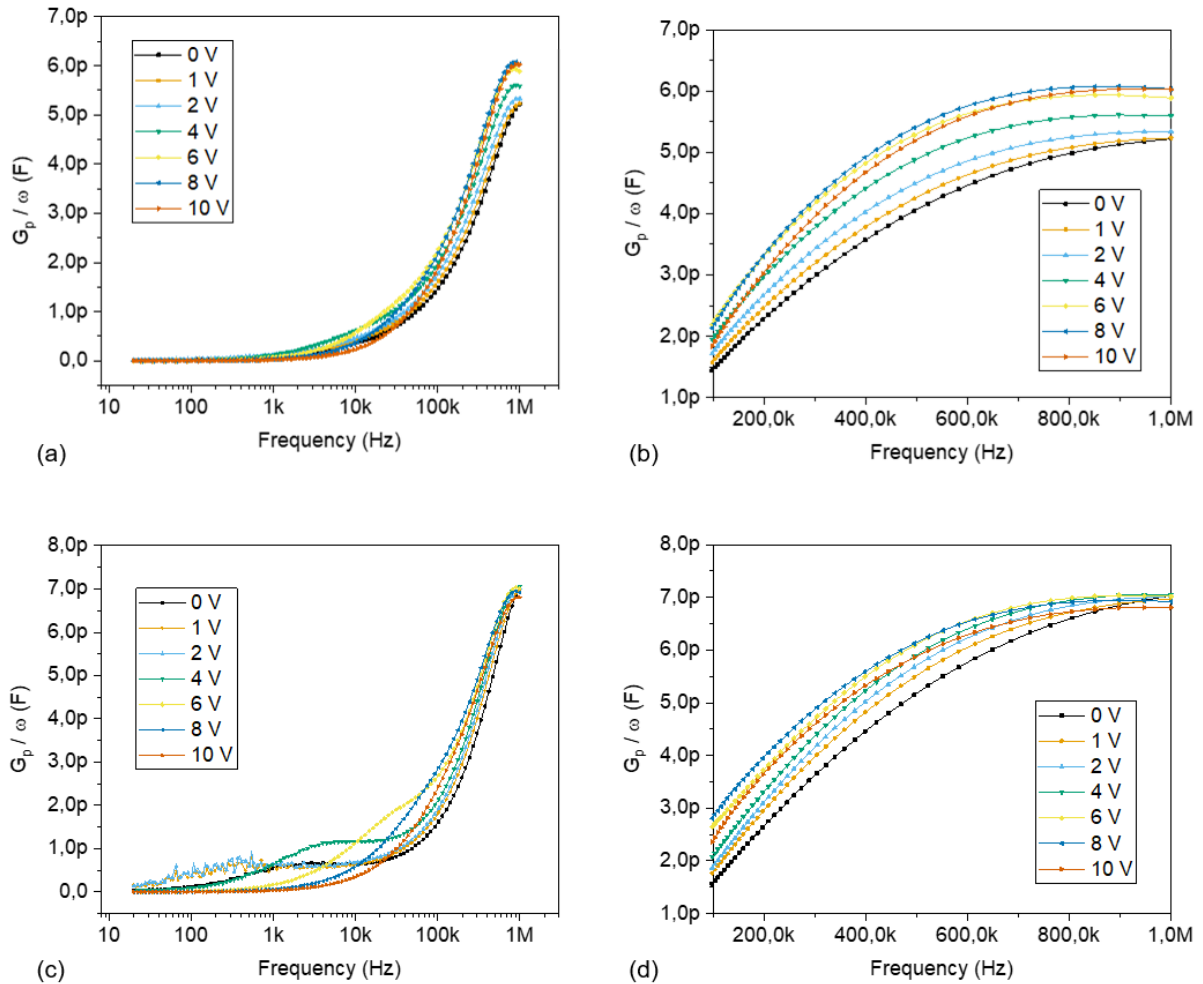 7,0p
6,0p
5,0p
4,0p
3,0p
2,0p
1,0p
0,0
Gp / ω (F)
0 V
1 V
2 V
4 V
6 V
8 V
10 V
10
100
1k
10k
100k
1M
Frequency (Hz)
(a)
7,0p
6,0p
5,0p
4,0p
3,0p
2,0p
1,0p
Gp / ω (F)
0 V
1 V
2 V
4 V
6 V
8 V
10 V
200,0k
400,0k
600,0k
800,0k
1,0M
Frequency (Hz)
(b)
8,0p
7,0p
6,0p
5,0p
4,0p
3,0p
2,0p
1,0p
0,0
Gp / ω (F)
0 V
1 V
2 V
4 V
6 V
8 V
10 V
10
100
1k
10k
100k
1M
Frequency (Hz)
(c)
8,0p
7,0p
6,0p
5,0p
4,0p
3,0p
2,0p
1,0p
Gp / ω (F)
0 V
1 V
2 V
4 V
6 V
8 V
10 V
200,0k
400,0k
600,0k
800,0k
1,0M
Frequency (Hz)
(d)